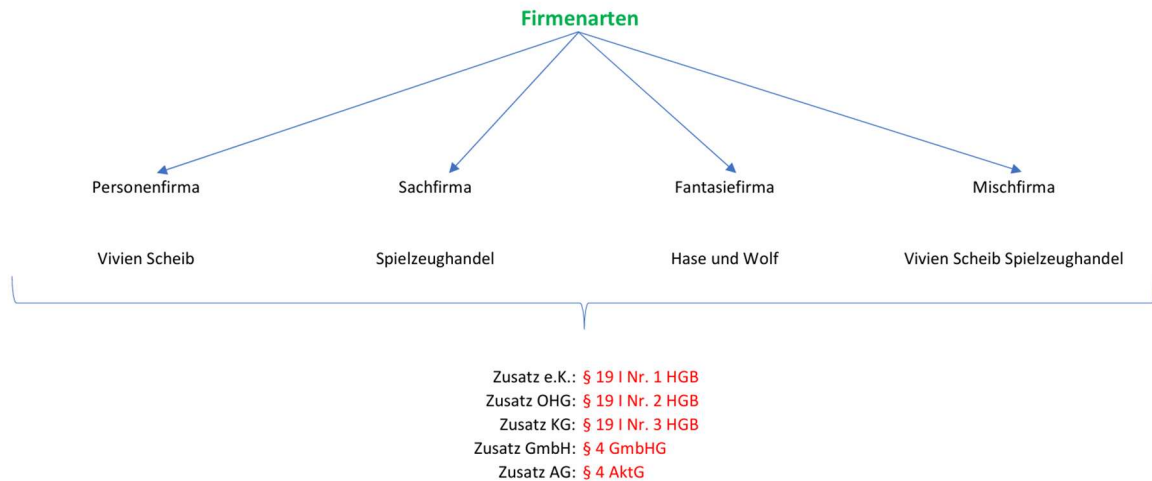 Firmenarten
Personenfirma Sachfirma Fantasiefirma Mischfirma
Vivien Scheib Spielzeughandel Hase und Wolf Vivien Scheib Spielzeughandel
Zusatz e.K.: § 19 I Nr. 1 HGB
Zusatz OHG: § 19 I Nr. 2 HGB
Zusatz KG: § 19 I Nr. 3 HGB
Zusatz GmbH: § 4 GmbHG
Zusatz AG: § 4 AktG